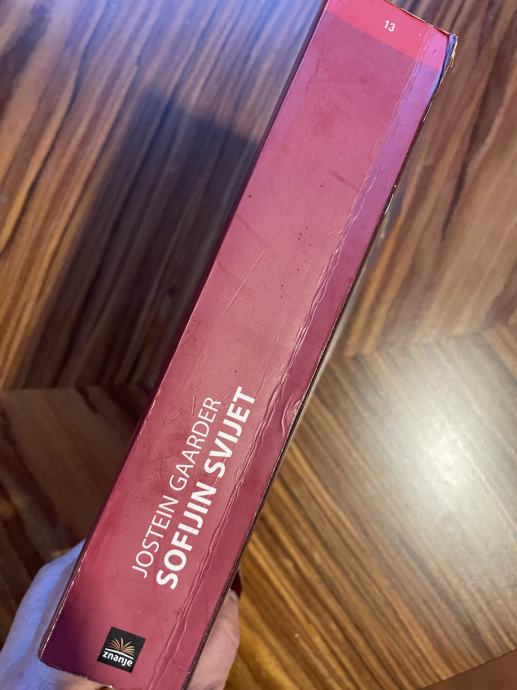 13
JOSTEIN GAARDER
SOFIJIN SVIJET
znanje